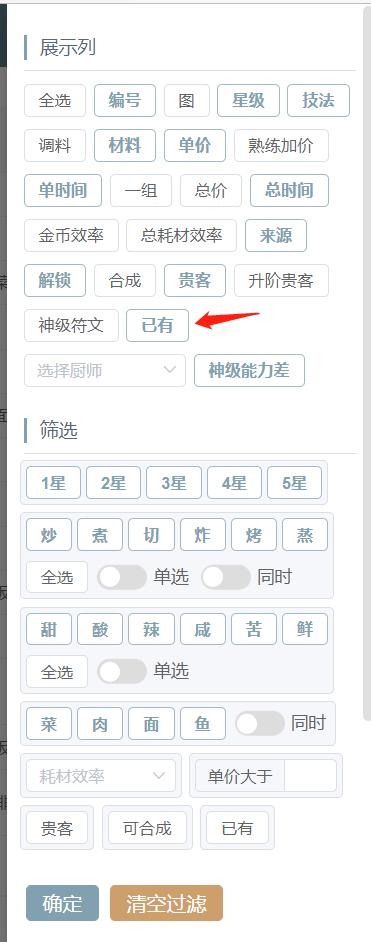 展示列
全选 编号 图 星级 技法
调料 材料 单价 熟练加价
单时间 一组 总价 总时间
金币效率 总耗材效率 来源
解锁 合成 贵客 升阶贵客
神级符文 已有
选择厨师 神级能力差
筛选
1星 2星 3星 4星 5星
炒 煮 切 炸 烤 蒸
全选 单选 同时
甜 酸 辣 咸 苦 鲜
全选 单选
菜 肉 面 鱼 同时
耗材效率 单价大于
贵客 可合成 已有
确定 清空过滤